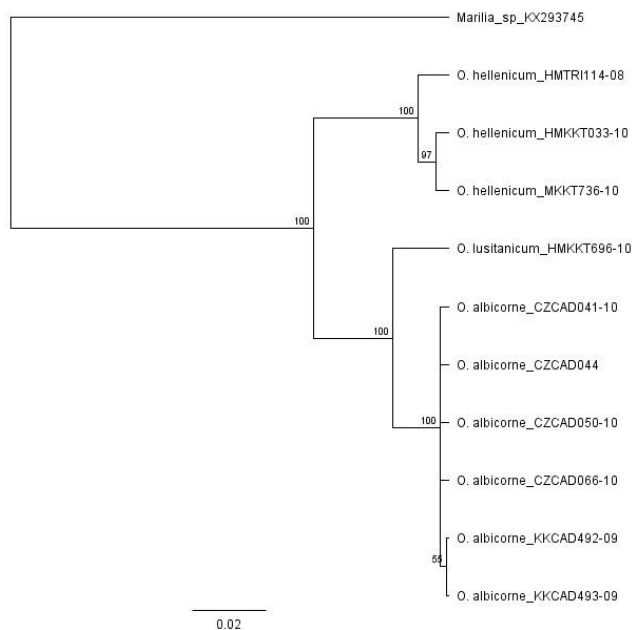 Marilia_sp_KX293745
O. hellenicum_HMTRI114-08
100
O. hellenicum_HMKKT033-10
97
O. hellenicum_MKKT736-10
100
O. lusitanicum_HMKKT696-10
O. albicorne_CZCAD041-10
100
O. albicorne_CZCAD044
100
O. albicorne_CZCAD050-10
O. albicorne_CZCAD066-10
O. albicorne_KKCAD492-09
55
O. albicorne_KKCAD493-09
0.02